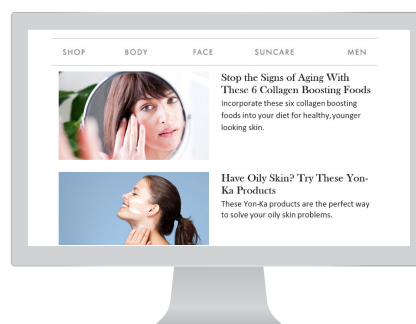 SHOP BODY FACE SUNCARE MEN
Stop the Signs of Aging With
These 6 Collagen Boosting Foods
Incorporate these six collagen boosting
foods into your diet for healthy,younger
looking skin.
Have Oily Skin? Try These Yon-
Ka Products
These Yon-Ka products are the perfect way
to solve your oily skin problems.